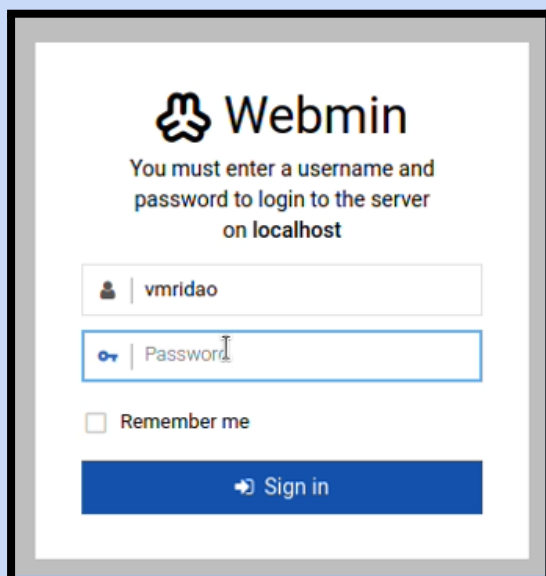 Webmin
You must enter a username and
password to login to the server
on localhost
vmridao
Password
Remember me
Sign in